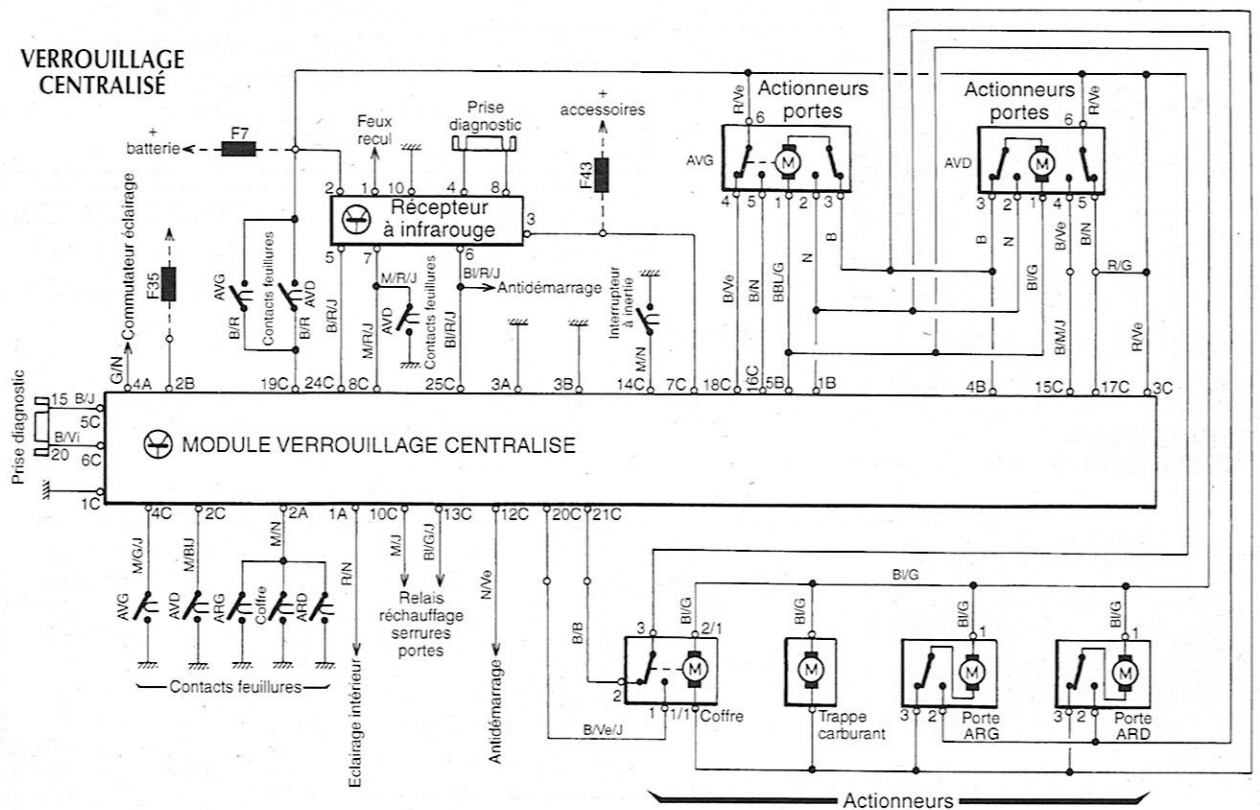 VERROUILLAGE
CENTRALISÉ
+
batterie
F7
Feux
recul
Prise
diagnostic
+
accessoires
F43
Actionneurs
portes
Actionneurs
portes
R/Ve
6
R/Ve
6
AVG
M
AVD
M
4 5 1 2 3
3 2 1 4 5
2 1 10 4 8
Récepteur
à infrarouge
3
5 7 6
Commutateur éclairage
F35
AVG
B/R
Contacts feuillures
AVD
B/R
B/R/J
M/R/J
M/R/J
AVD
Contacts feuillures
Bl/R/J
Bl/R/J
Antidémarrage
Interrupteur
à inertie
M/N
B/Ve
B/N
BBL/G
N
B
B
N
Bl/G
B/Ve
B/N
R/G
B/M/J
R/Ve
G/N
4A 2B 19C 24C 8C 25C 3A 3B 14C 7C 18C 16C 5B 1B 4B 15C 17C 3C
Prise diagnostic
15 B/J
5C
B/Vi
20 6C
1C
MODULE VERROUILLAGE CENTRALISE
4C 2C 2A 1A 10C 13C 12C 20C 21C
M/G/J
M/B/J
M/N
R/N
M/J
Bl/G/J
N/Ve
B/B
AVG
AVD
ARG
Coffre
ARD
Contacts feuillures
Eclairage intérieur
Relais
réchauffage
serrures
portes
Antidémarrage
B/Ve/J
Bl/G
3
Bl/G
2/1
M
2
1 1/1 Coffre
Bl/G
M
Trappe
carburant
Bl/G
1
M
3 2 Porte
ARG
Bl/G
1
M
3 2 Porte
ARD
Actionneurs